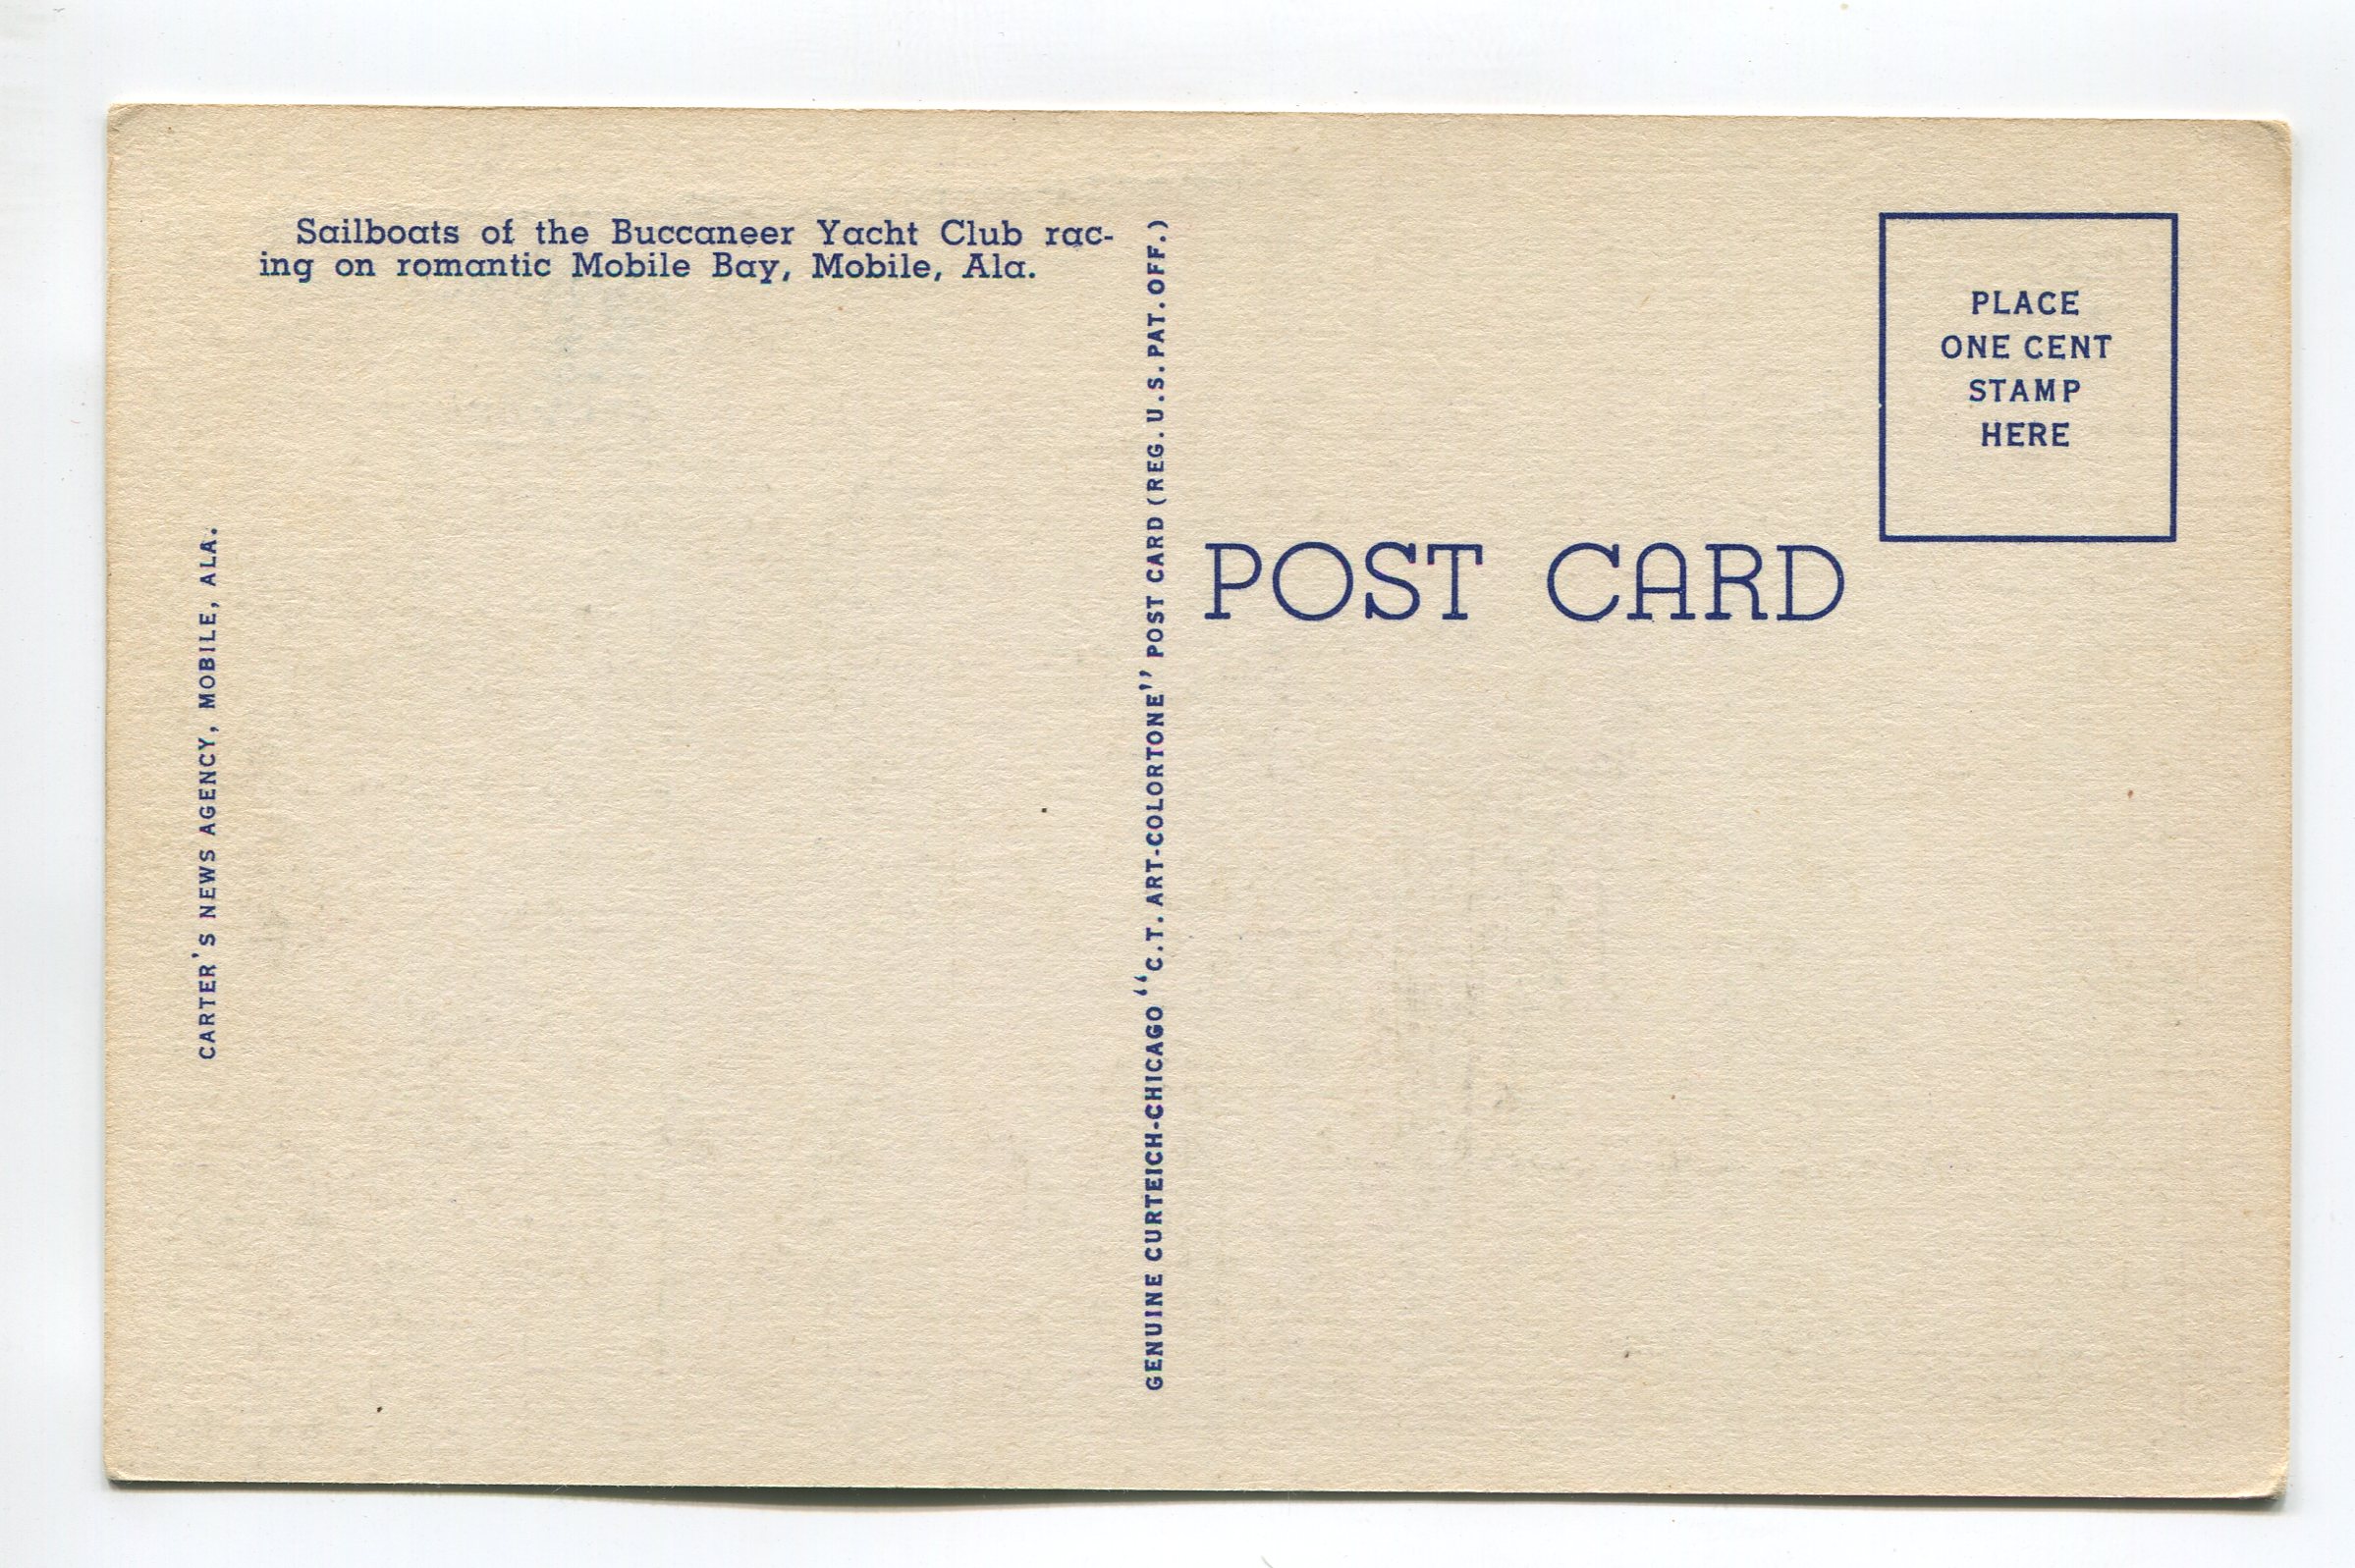 Sailboats of the Buccaneer Yacht Club rac-
ing on romantic Mobile Bay, Mobile, Ala.
CARTER'S NEWS AGENCY, MOBILE, ALA.
GENUINE CURTEICH-CHICAGO "C.T. ART-COLORTONE" POST CARD (REG. U.S. PAT. OFF.)
POST CARD
PLACE
ONE CENT
STAMP
HERE